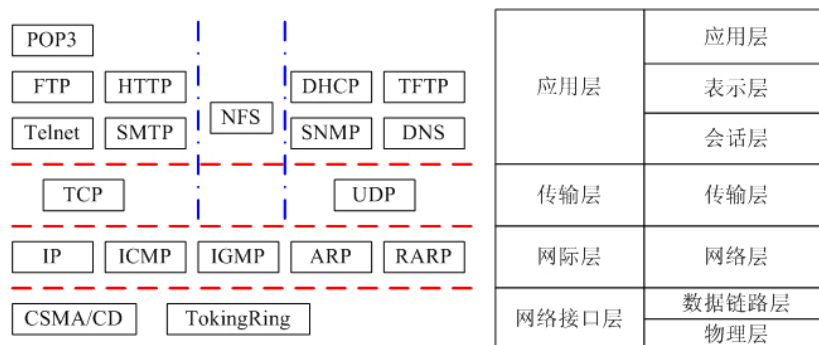 POP3
FTP HTTP DHCP TFTP
NFS
Telnet SMTP SNMP DNS
TCP UDP
IP ICMP IGMP ARP RARP
CSMA/CD TokingRing
应用层 应用层
表示层
会话层
传输层 传输层
网际层 网络层
网络接口层 数据链路层
物理层